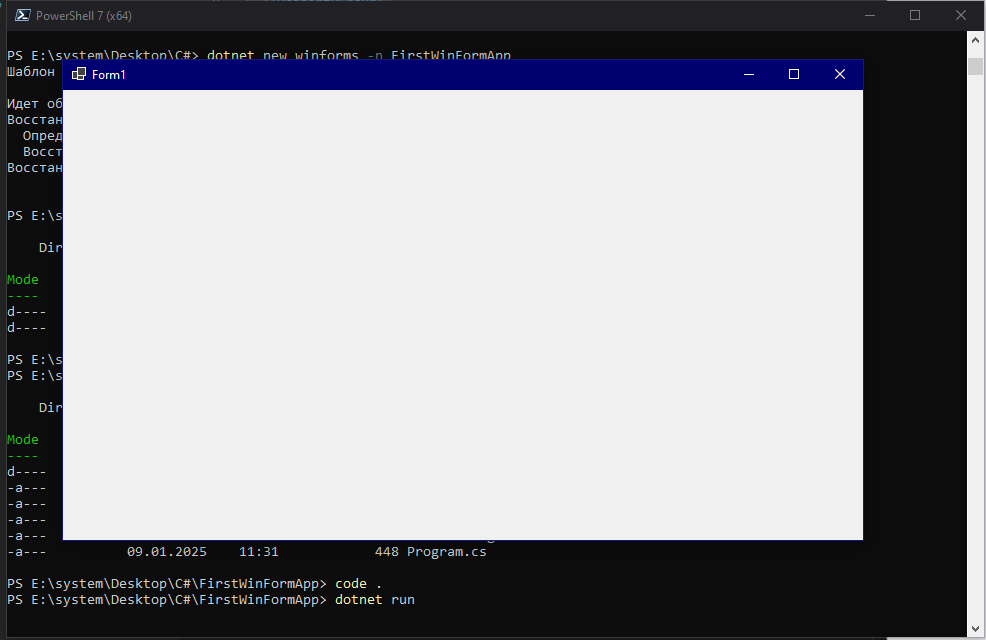 PowerShell 7 (x64)
PS E:\system\Desktop\C#> dotnet new winforms -n FirstWinFormApp
Шаблон
Form1
Идет об
Восстан
Опред
Восст
Восстан
PS E:\s
Dir
Mode
----
d----
d----
PS E:\s
PS E:\s
Dir
Mode
----
d----
-a---
-a---
-a---
-a---
-a--- 09.01.2025 11:31 448 Program.cs
PS E:\system\Desktop\C#\FirstWinFormApp> code .
PS E:\system\Desktop\C#\FirstWinFormApp> dotnet run